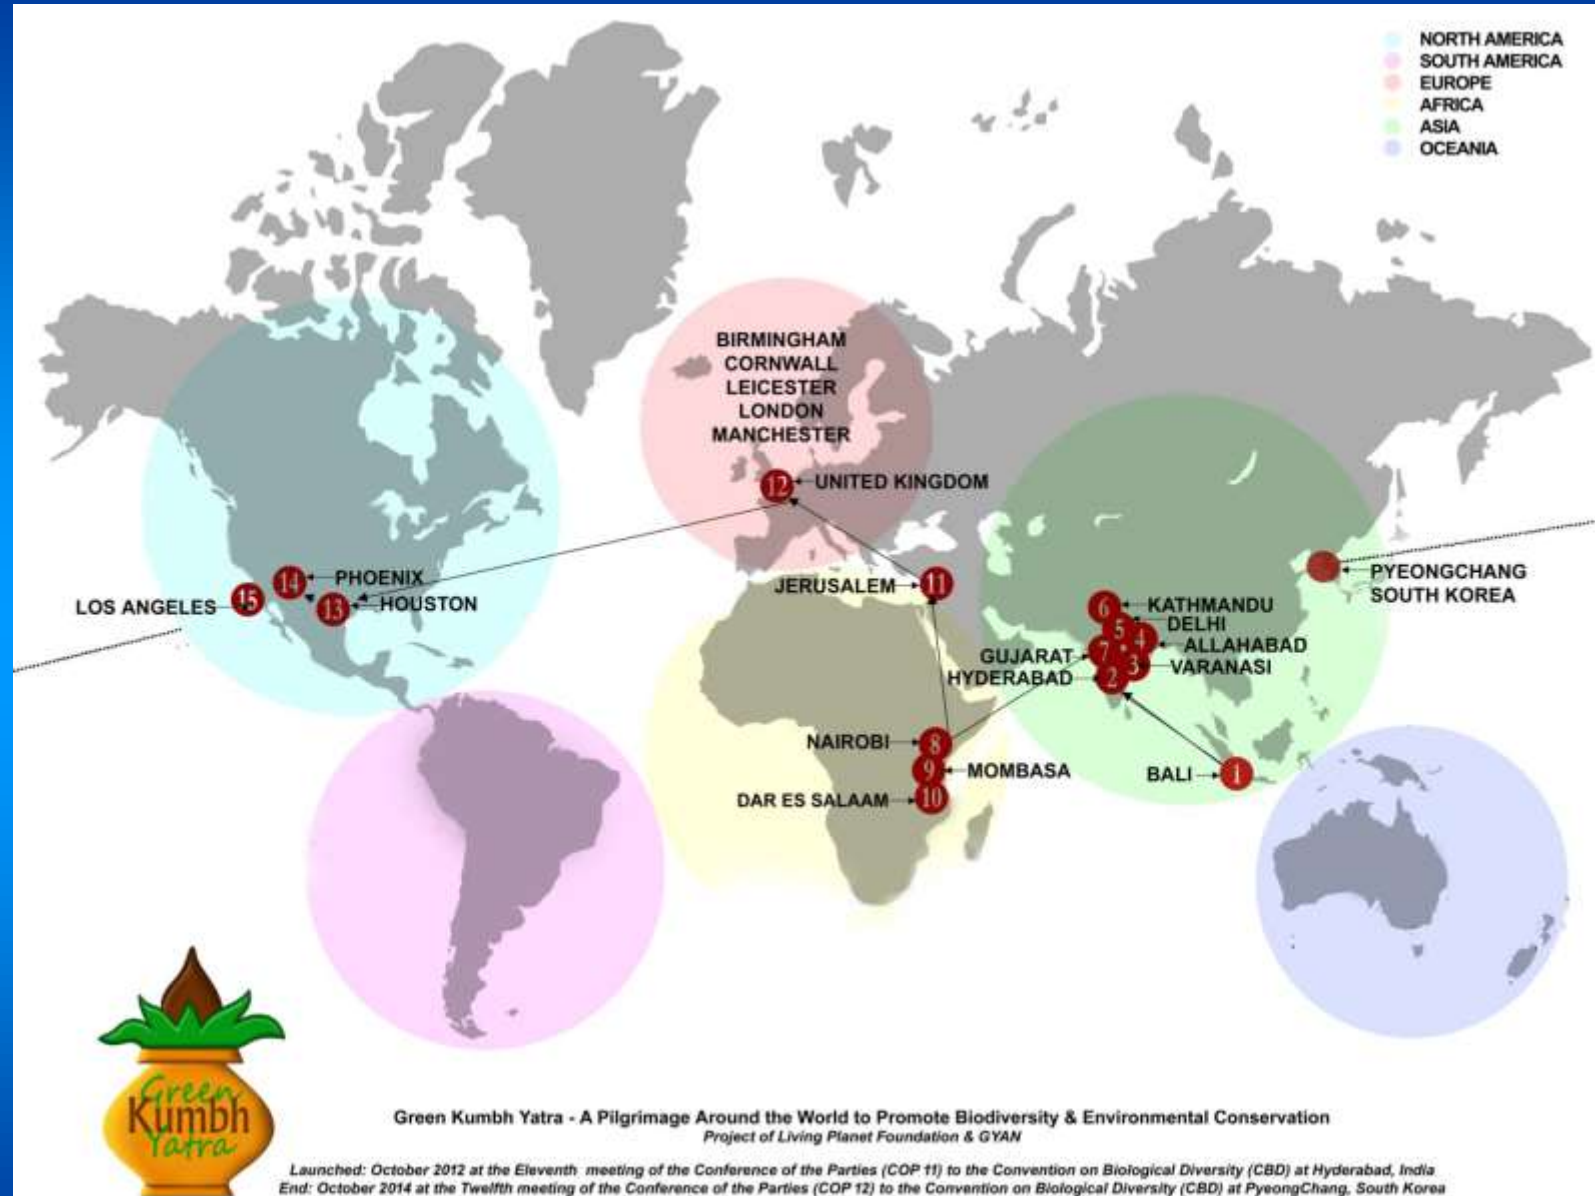 NORTH AMERICA
SOUTH AMERICA
EUROPE
AFRICA
ASIA
OCEANIA
BIRMINGHAM
CORNWALL
LEICESTER
LONDON
MANCHESTER
12
UNITED KINGDOM
14
PHOENIX
15
LOS ANGELES
13
HOUSTON
JERUSALEM
11
PYEONGCHANG
SOUTH KOREA
6
KATHMANDU
5
DELHI
4
ALLAHABAD
GUJARAT
7
3
VARANASI
HYDERABAD
2
NAIROBI
8
9
MOMBASA
BALI
1
DAR ES SALAAM
10
Green
Kumbh
Yatra
Green Kumbh Yatra - A Pilgrimage Around the World to Promote Biodiversity & Environmental Conservation
Project of Living Planet Foundation & GYAN
Launched: October 2012 at the Eleventh meeting of the Conference of the Parties (COP 11) to the Convention on Biological Diversity (CBD) at Hyderabad, India
End: October 2014 at the Twelfth meeting of the Conference of the Parties (COP 12) to the Convention on Biological Diversity (CBD) at PyeongChang, South Korea